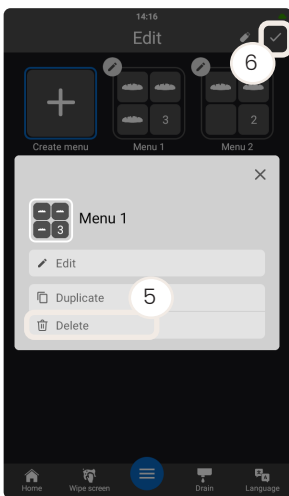 14:16
Edit
6
3
2
Create menu
Menu 1
Menu 2
3
Menu 1
Edit
Duplicate
5
Delete
Home
Wipe screen
Drain
Language